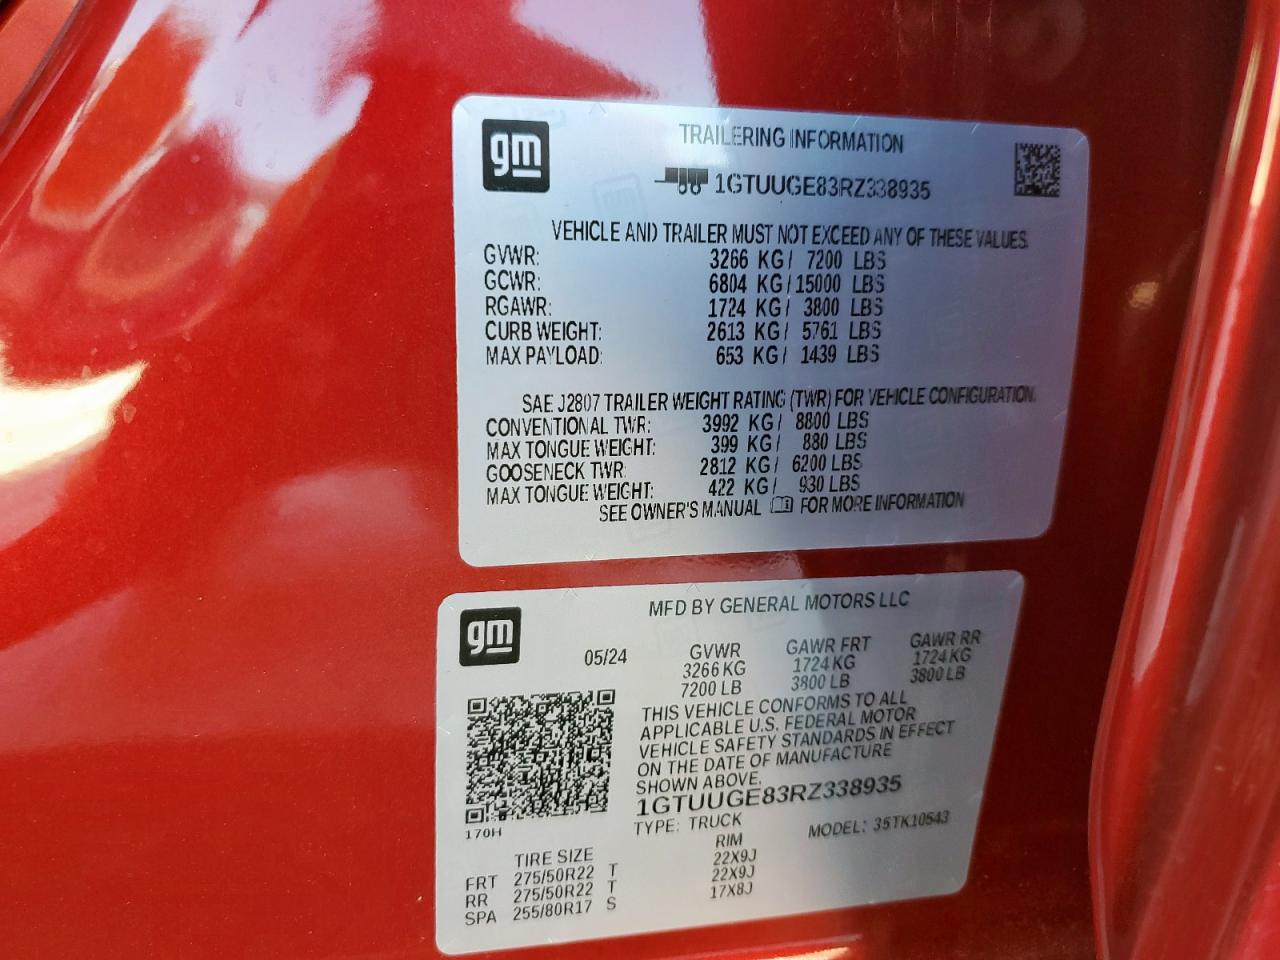 gm
TRAILERING INFORMATION
1GTUUGE83RZ338935
VEHICLE AND TRAILER MUST NOT EXCEED ANY OF THESE VALUES.
GVWR: 3266 KG/ 7200 LBS
GCWR: 6804 KG/15000 LBS
RGAWR: 1724 KG/ 3800 LBS
CURB WEIGHT: 2613 KG/ 5761 LBS
MAX PAYLOAD: 653 KG/ 1439 LBS
SAE J2807 TRAILER WEIGHT RATING (TWR) FOR VEHICLE CONFIGURATION.
CONVENTIONAL TWR: 3992 KG/ 8800 LBS
MAX TONGUE WEIGHT: 399 KG/ 880 LBS
GOOSENECK TWR: 2812 KG/ 6200 LBS
MAX TONGUE WEIGHT: 422 KG/ 930 LBS
SEE OWNER'S MANUAL FOR MORE INFORMATION
gm
MFD BY GENERAL MOTORS LLC
05/24 GVWR GAWR FRT GAWR RR
3266 KG 1724 KG 1724 KG
7200 LB 3800 LB 3800 LB
THIS VEHICLE CONFORMS TO ALL
APPLICABLE U.S. FEDERAL MOTOR
VEHICLE SAFETY STANDARDS IN EFFECT
ON THE DATE OF MANUFACTURE
SHOWN ABOVE.
1GTUUGE83RZ338935
170H
TYPE: TRUCK MODEL: 35TK10543
TIRE SIZE RIM
FRT 275/50R22 T 22X9J
RR 275/50R22 T 22X9J
SPA 255/80R17 S 17X8J